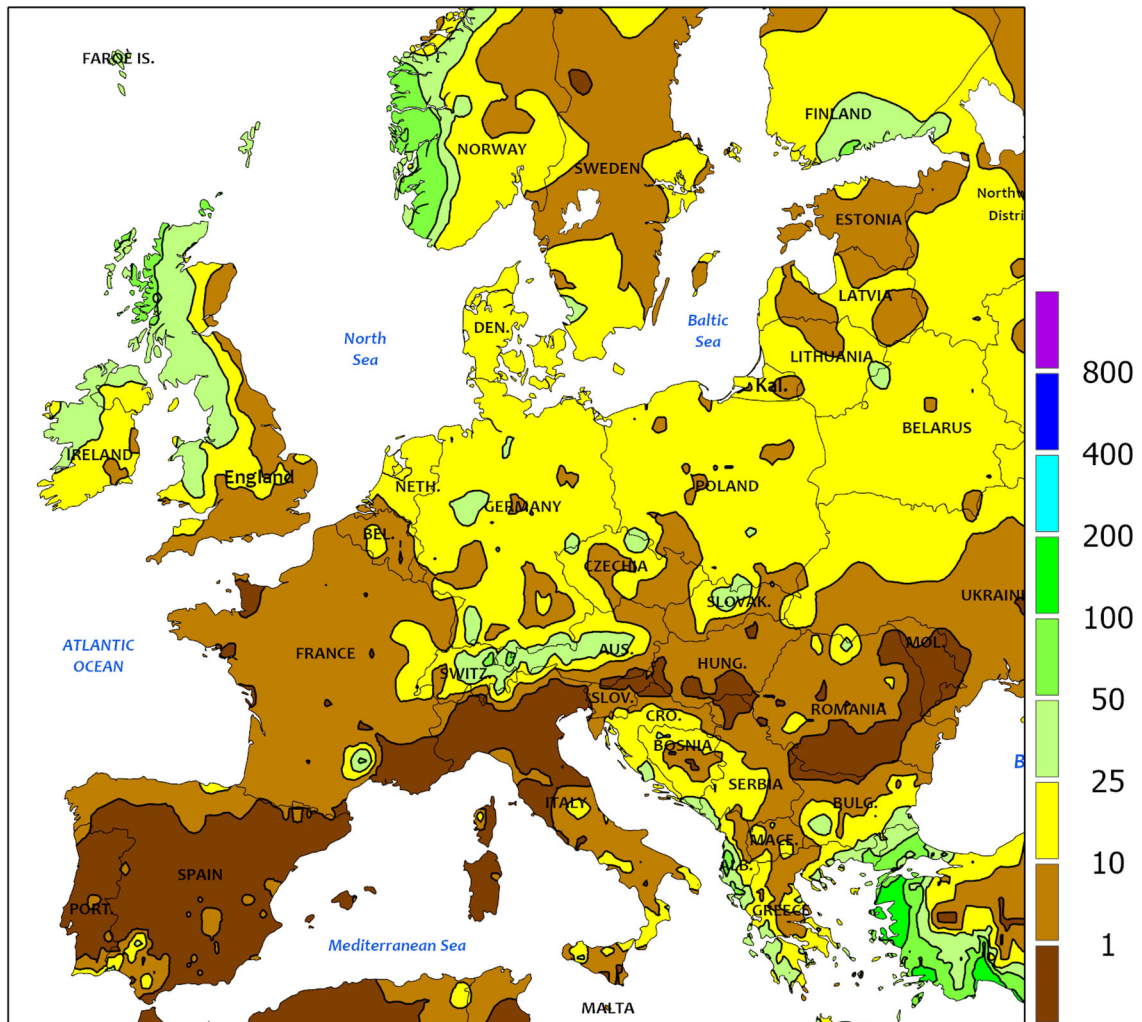 FAROE IS.
FINLAND
NORWAY
SWEDEN
Northw
Distri
ESTONIA
LATVIA
North
Sea
Baltic
Sea
DEN.
LITHUANIA
Kal.
BELARUS
IRELAND
England
NETH.
GERMANY
POLAND
BEL.
CZECHIA
SLOVAK.
UKRAIN
ATLANTIC
OCEAN
FRANCE
SWITZ.
AUS.
HUNG.
MOL.
SLOV.
ROMANIA
CRO.
BOSNIA
B
SERBIA
ITALY
BULG.
MACE.
ALB.
SPAIN
PORT.
GREECE
Mediterranean Sea
MALTA
800
400
200
100
50
25
10
1